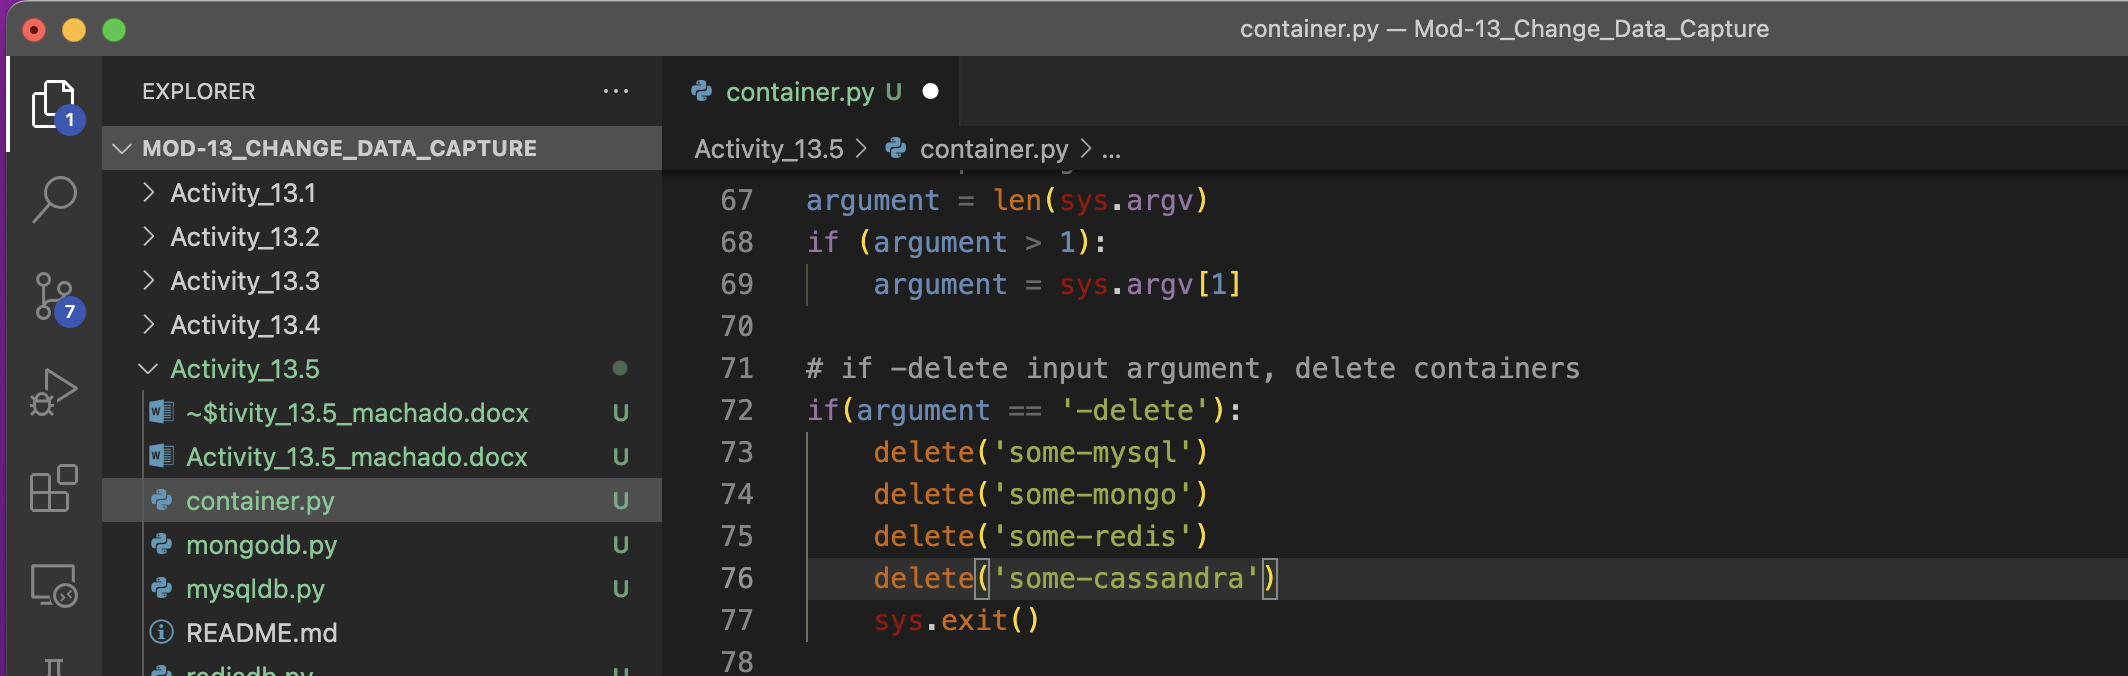 container.py — Mod-13_Change_Data_Capture
EXPLORER
container.py U
1
MOD-13_CHANGE_DATA_CAPTURE
Activity_13.5 > container.py > ...
Activity_13.1
Activity_13.2
Activity_13.3
7
Activity_13.4
Activity_13.5
~$tivity_13.5_machado.docx U
Activity_13.5_machado.docx U
container.py U
mongodb.py U
mysqldb.py U
README.md
redisdb.py U
67 argument = len(sys.argv)
68 if (argument > 1):
69 argument = sys.argv[1]
70
71 # if -delete input argument, delete containers
72 if(argument == '-delete'):
73 delete('some-mysql')
74 delete('some-mongo')
75 delete('some-redis')
76 delete('some-cassandra')
77 sys.exit()
78